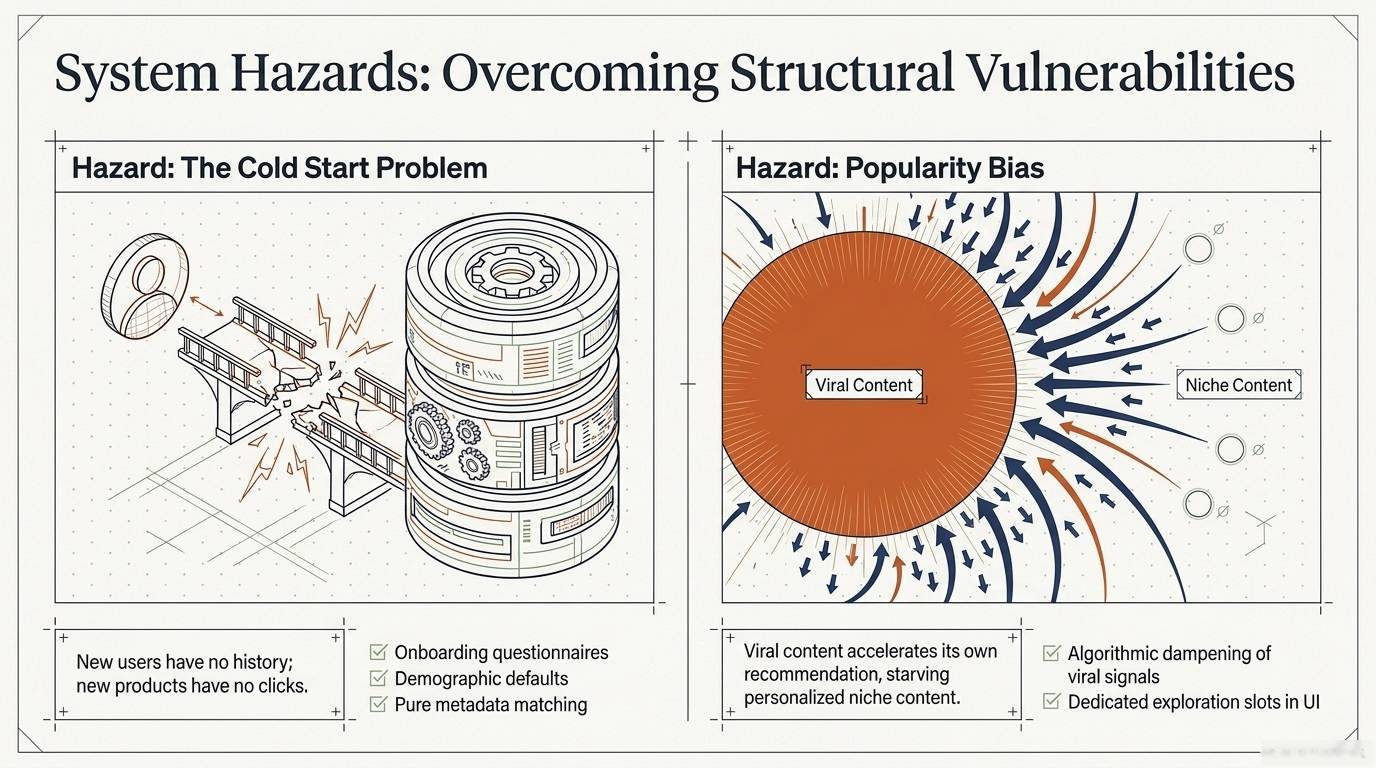 System Hazards: Overcoming Structural Vulnerabilities
Hazard: The Cold Start Problem
New users have no history;
new products have no clicks.
Onboarding questionnaires
Demographic defaults
Pure metadata matching
Hazard: Popularity Bias
Viral Content
Niche Content
Viral content accelerates its own
recommendation, starving
personalized niche content.
Algorithmic dampening of
viral signals
Dedicated exploration slots in UI